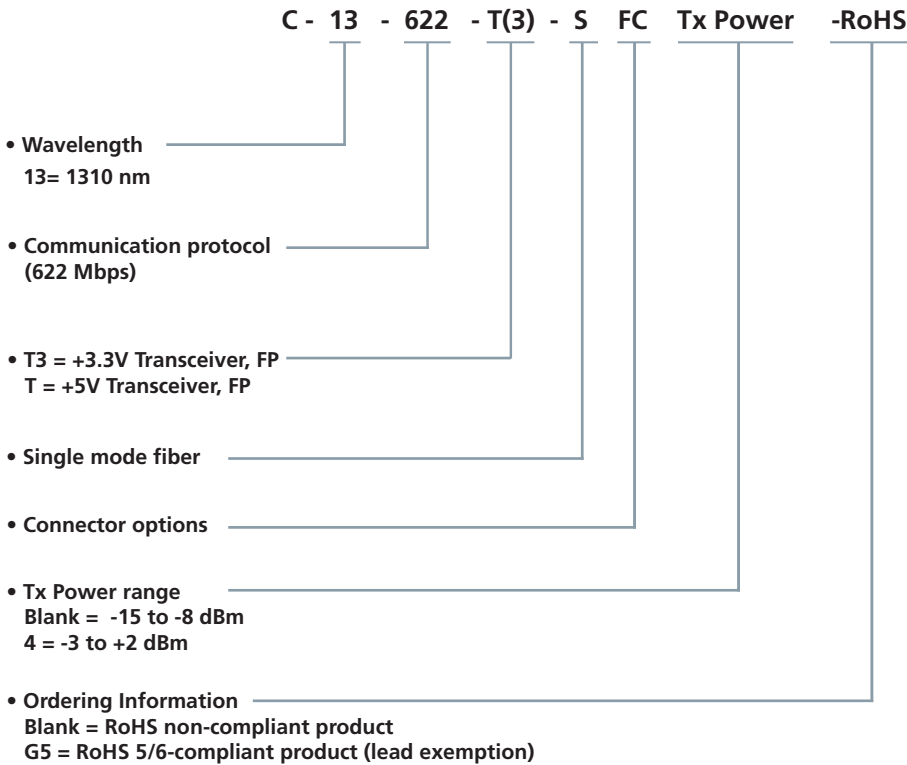 C - 13 - 622 - T(3) - S FC Tx Power -RoHS
• Wavelength
13= 1310 nm
• Communication protocol
(622 Mbps)
• T3 = +3.3V Transceiver, FP
T = +5V Transceiver, FP
• Single mode fiber
• Connector options
• Tx Power range
Blank = -15 to -8 dBm
4 = -3 to +2 dBm
• Ordering Information
Blank = RoHS non-compliant product
G5 = RoHS 5/6-compliant product (lead exemption)